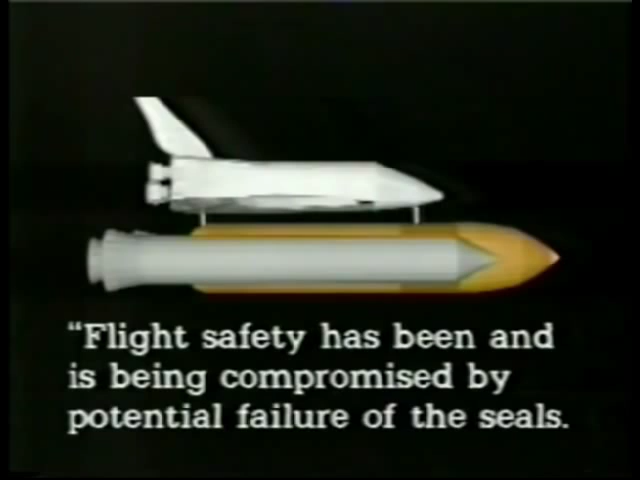 “Flight safety has been and
is being compromised by
potential failure of the seals.